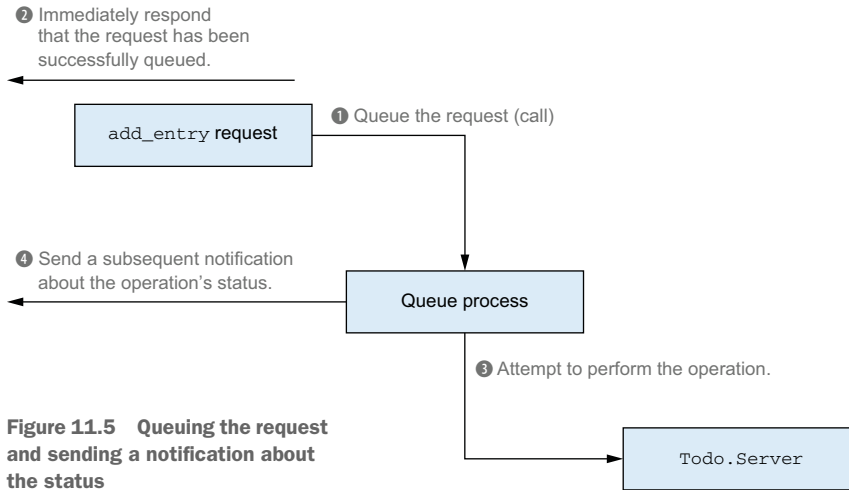 ❷ Immediately respond
that the request has been
successfully queued.
add_entry request
❶ Queue the request (call)
❹ Send a subsequent notification
about the operation's status.
Queue process
❸ Attempt to perform the operation.
Figure 11.5 Queuing the request
and sending a notification about
the status
Todo.Server